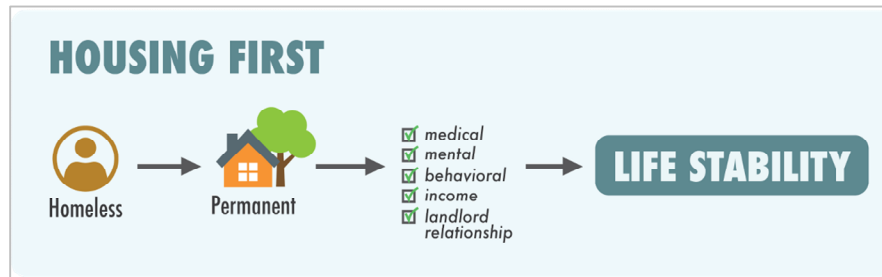 HOUSING FIRST
Homeless
Permanent
medical
mental
behavioral
income
landlord
relationship
LIFE STABILITY